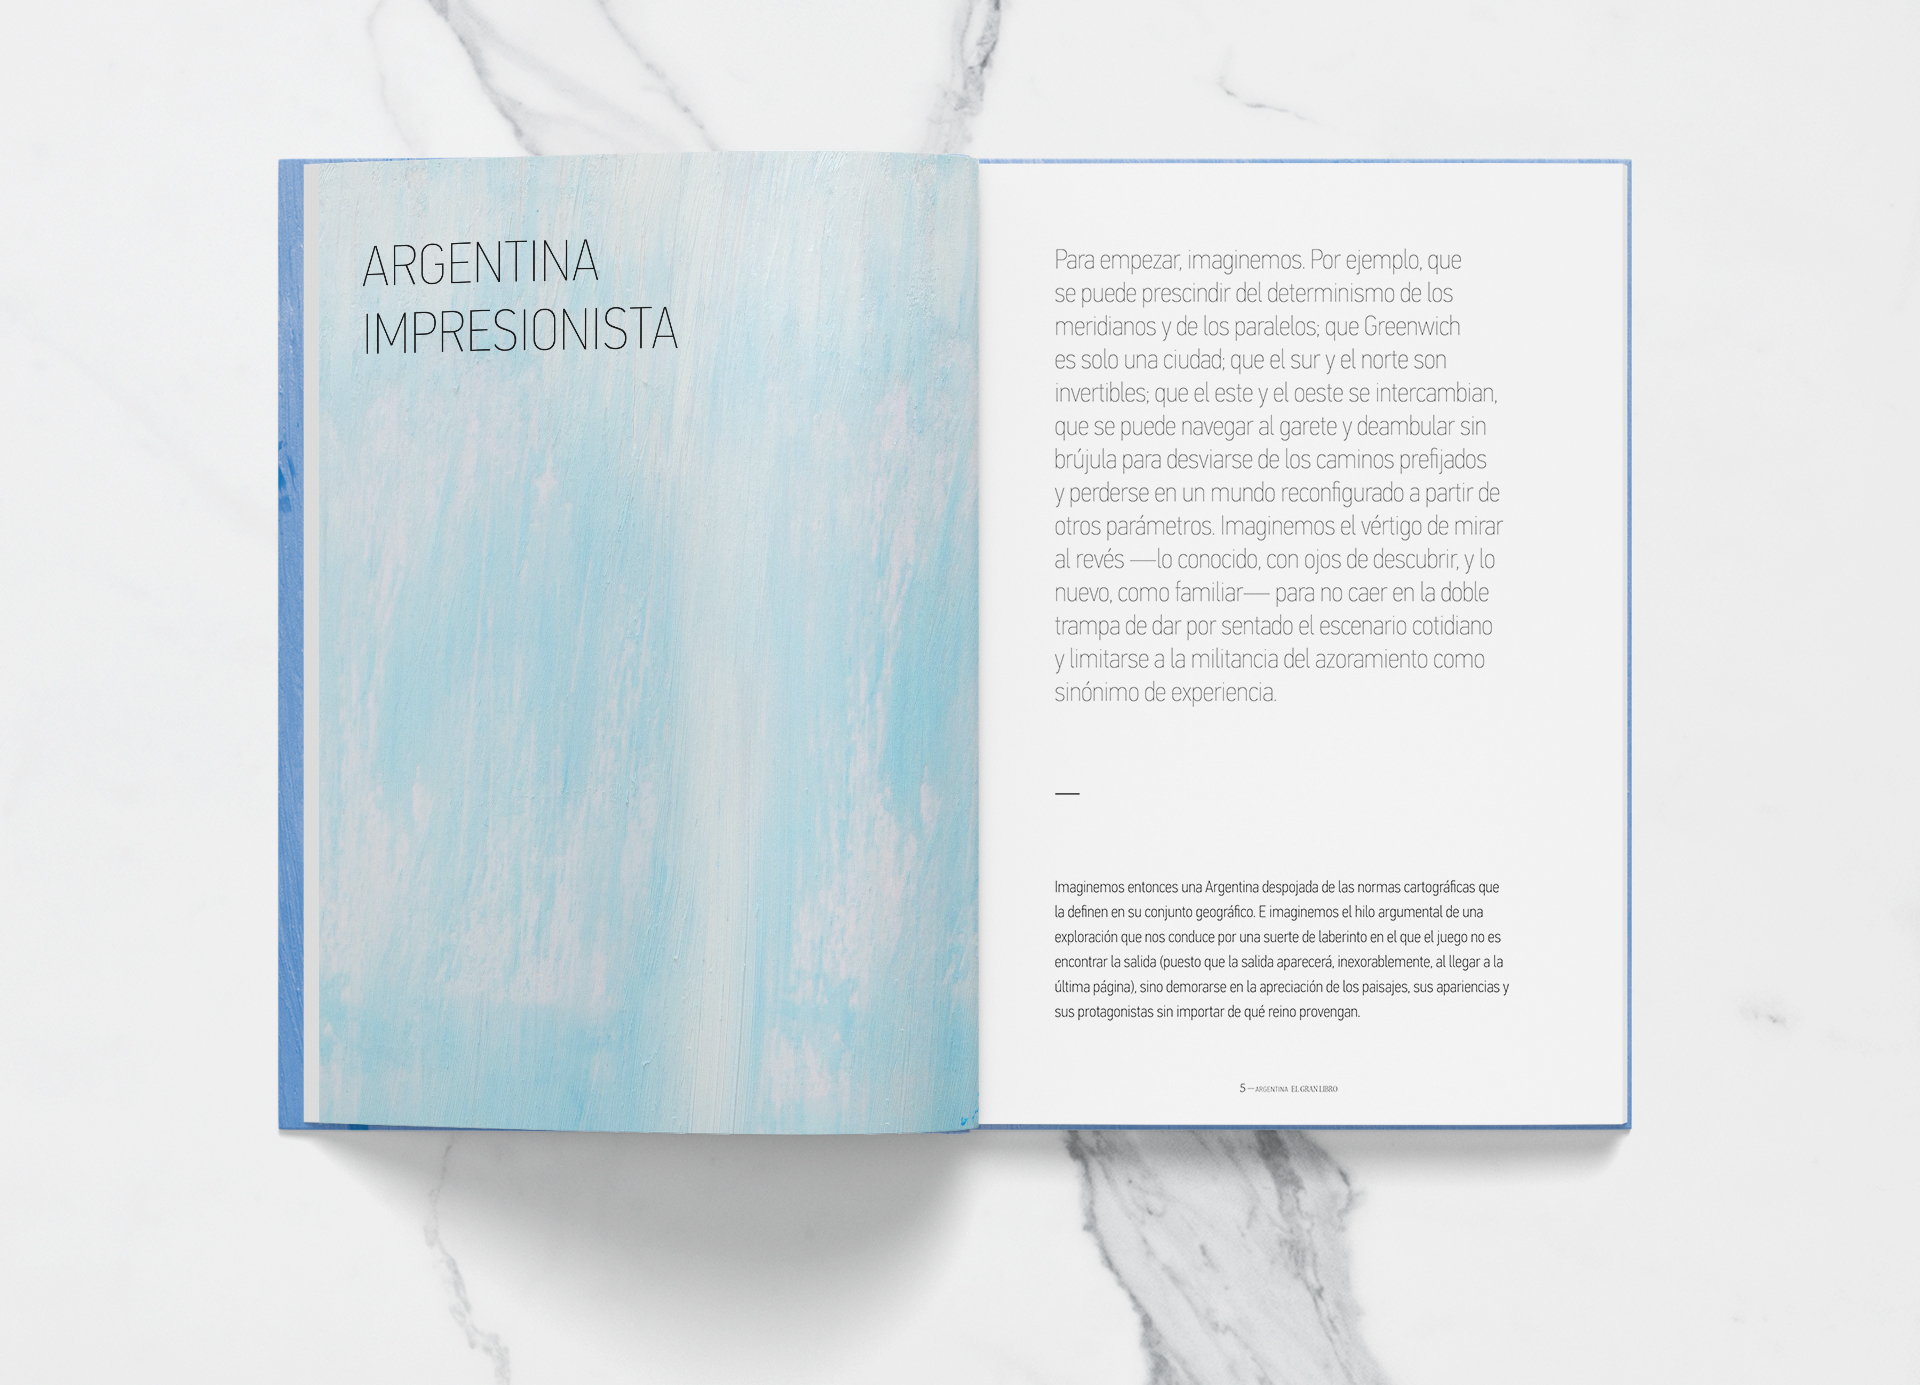 ARGENTINA
IMPRESIONISTA
Para empezar, imaginemos. Por ejemplo, que
se puede prescindir del determinismo de los
meridianos y de los paralelos; que Greenwich
es solo una ciudad; que el sur y el norte son
invertibles; que el este y el oeste se intercambian,
que se puede navegar al garete y deambular sin
brújula para desviarse de los caminos prefijados
y perderse en un mundo reconfigurado a partir de
otros parámetros. Imaginemos el vértigo de mirar
al revés —lo conocido, con ojos de descubrir, y lo
nuevo, como familiar— para no caer en la doble
trampa de dar por sentado el escenario cotidiano
y limitarse a la militancia del azoramiento como
sinónimo de experiencia.
—
Imaginemos entonces una Argentina despojada de las normas cartográficas que
la definen en su conjunto geográfico. E imaginemos el hilo argumental de una
exploración que nos conduce por una suerte de laberinto en el que el juego no es
encontrar la salida (puesto que la salida aparecerá, inexorablemente, al llegar a la
última página), sino demorarse en la apreciación de los paisajes, sus apariencias y
sus protagonistas sin importar de qué reino provengan.
5 — ARGENTINA EL GRAN LIBRO